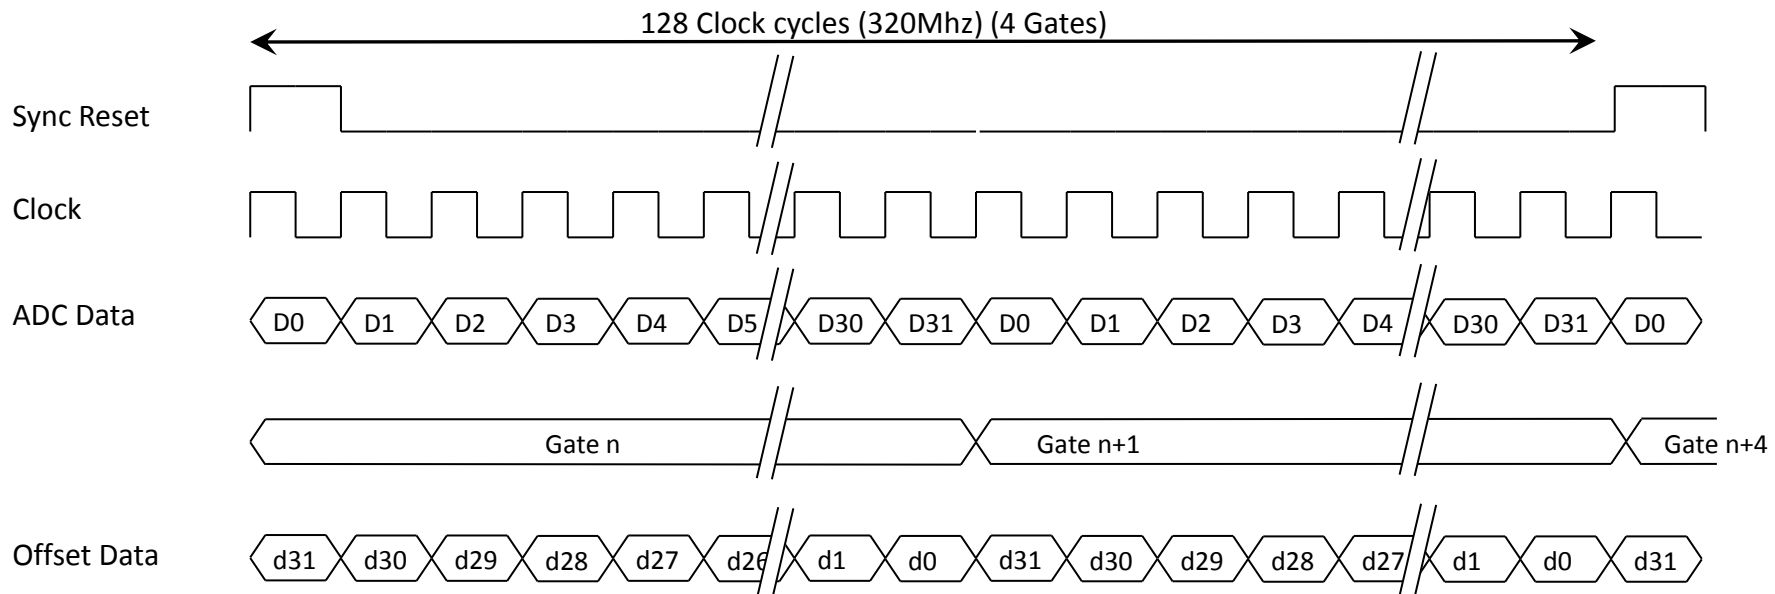 128 Clock cycles (320Mhz) (4 Gates)
Sync Reset
Clock
ADC Data D0 D1 D2 D3 D4 D5 D30 D31 D0 D1 D2 D3 D4 D30 D31 D0
Gate n Gate n+1 Gate n+4
Offset Data d31 d30 d29 d28 d27 d26 d1 d0 d31 d30 d29 d28 d27 d1 d0 d31